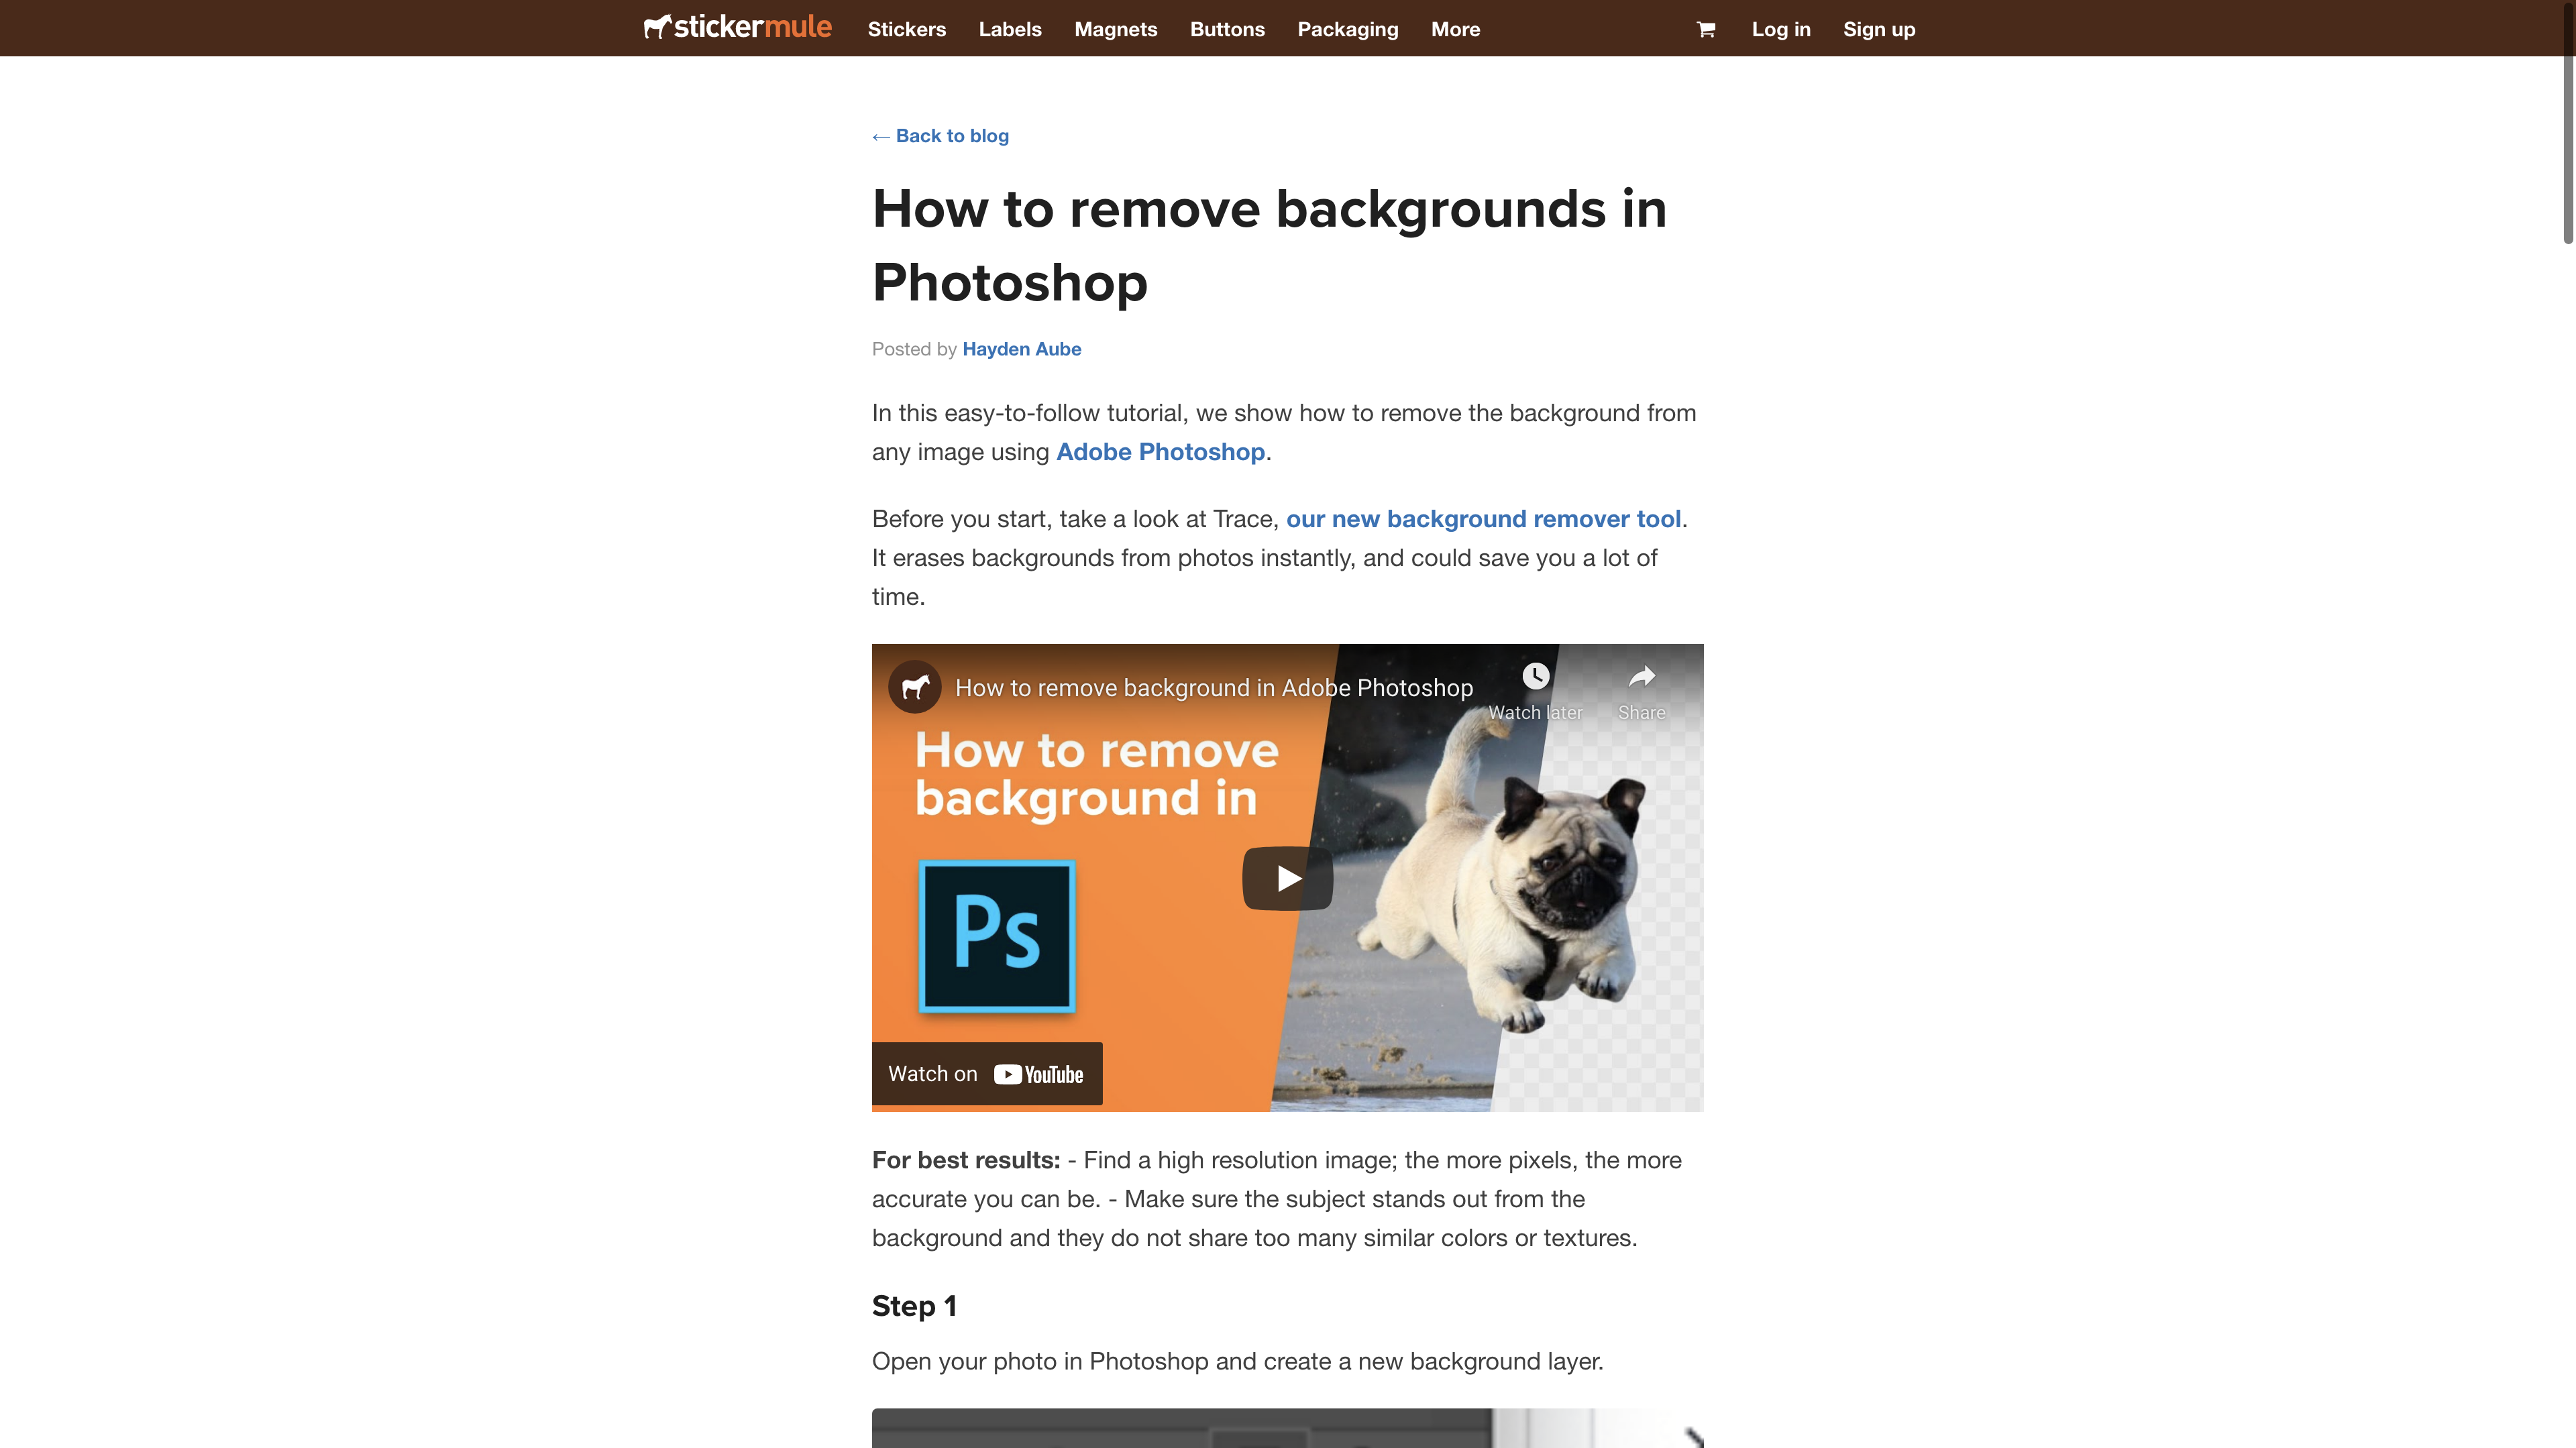 stickermule Stickers Labels Magnets Buttons Packaging More Log in Sign up
← Back to blog
How to remove backgrounds in
Photoshop
Posted by Hayden Aube
In this easy-to-follow tutorial, we show how to remove the background from
any image using Adobe Photoshop.
Before you start, take a look at Trace, our new background remover tool.
It erases backgrounds from photos instantly, and could save you a lot of
time.
How to remove background in Adobe Photoshop
Watch later Share
How to remove
background in
Ps
Watch on YouTube
For best results: - Find a high resolution image; the more pixels, the more
accurate you can be. - Make sure the subject stands out from the
background and they do not share too many similar colors or textures.
Step 1
Open your photo in Photoshop and create a new background layer.